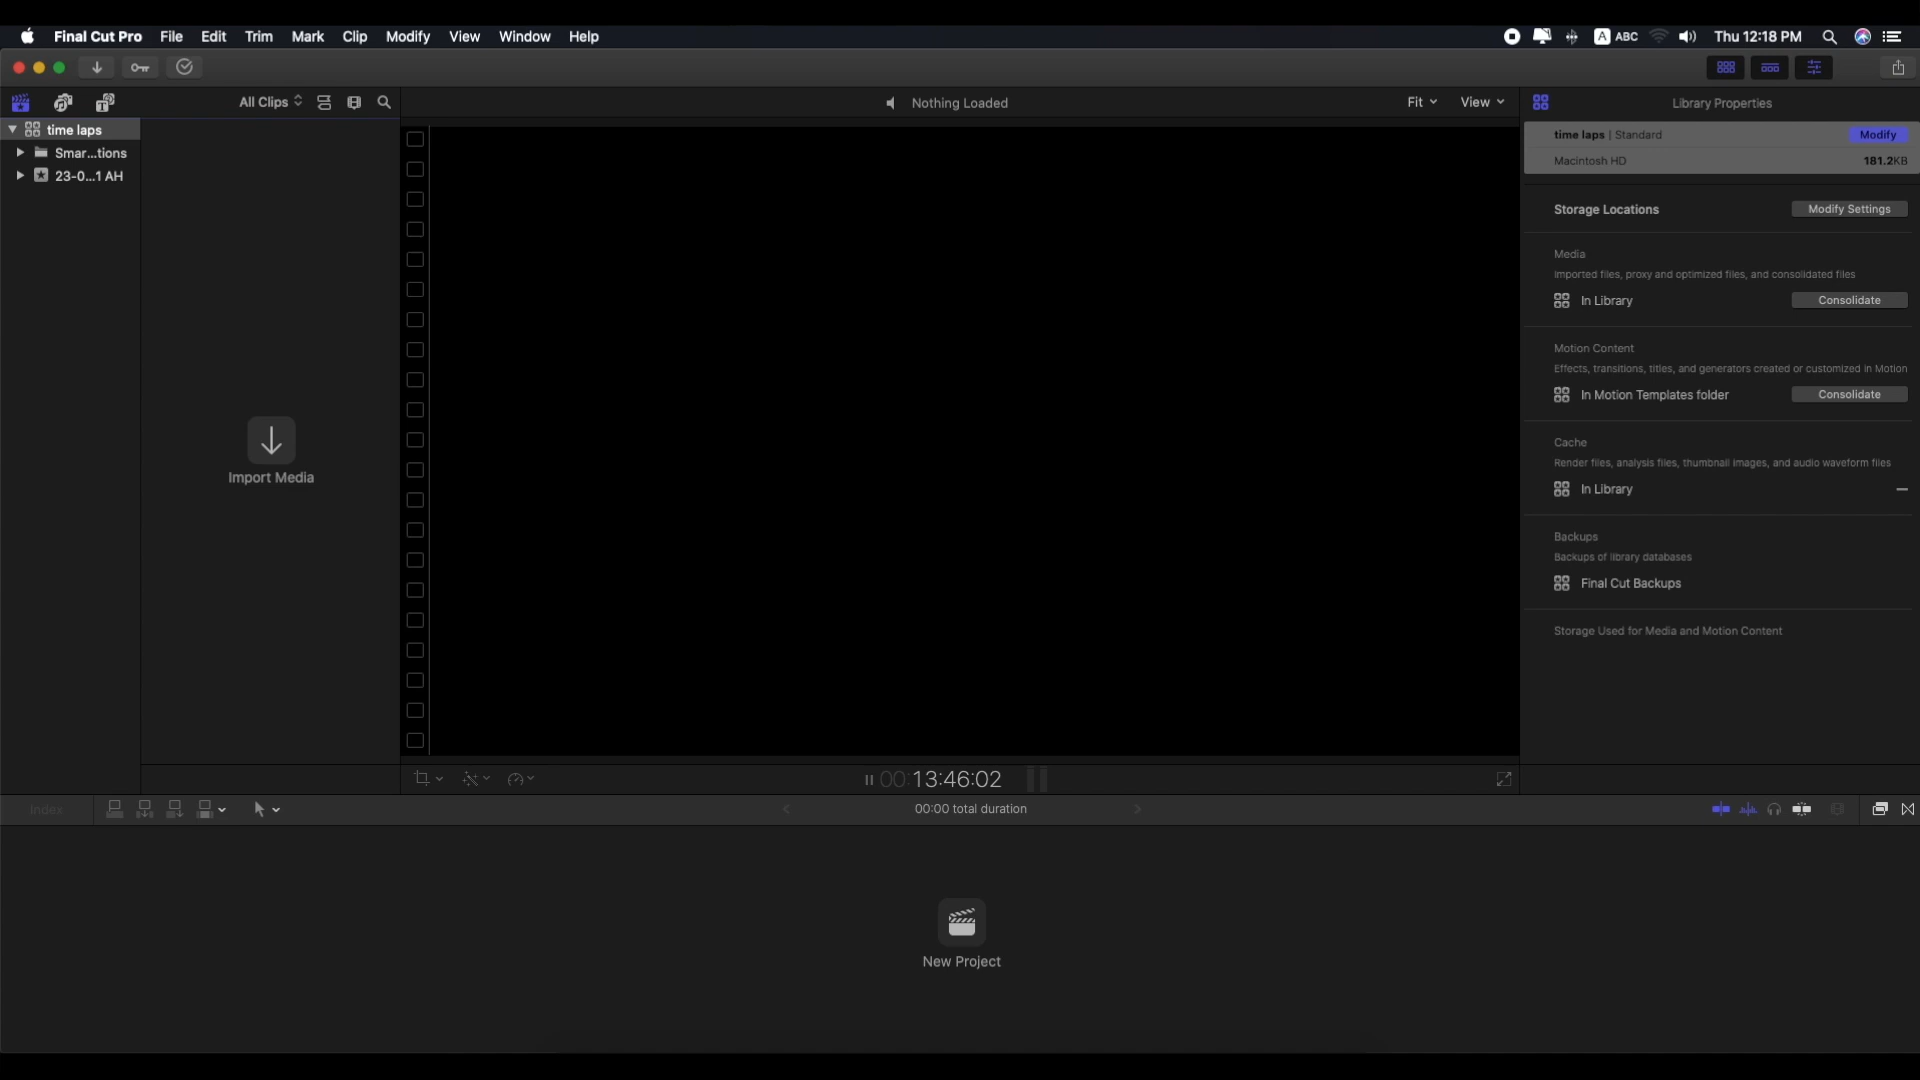 Final Cut Pro File Edit Trim Mark Clip Modify View Window Help A ABC Thu 12:18 PM
All Clips Nothing Loaded Fit View Library Properties
time laps
Smar...tions
23-0...1 AH
Import Media
time laps | Standard Modify
Macintosh HD 181.2KB
Storage Locations Modify Settings
Media
Imported files, proxy and optimized files, and consolidated files
In Library Consolidate
Motion Content
Effects, transitions, titles, and generators created or customized in Motion
In Motion Templates folder Consolidate
Cache
Render files, analysis files, thumbnail images, and audio waveform files
In Library
Backups
Backups of library databases
Final Cut Backups
Storage Used for Media and Motion Content
00:13:46:02
Index 00:00 total duration
New Project